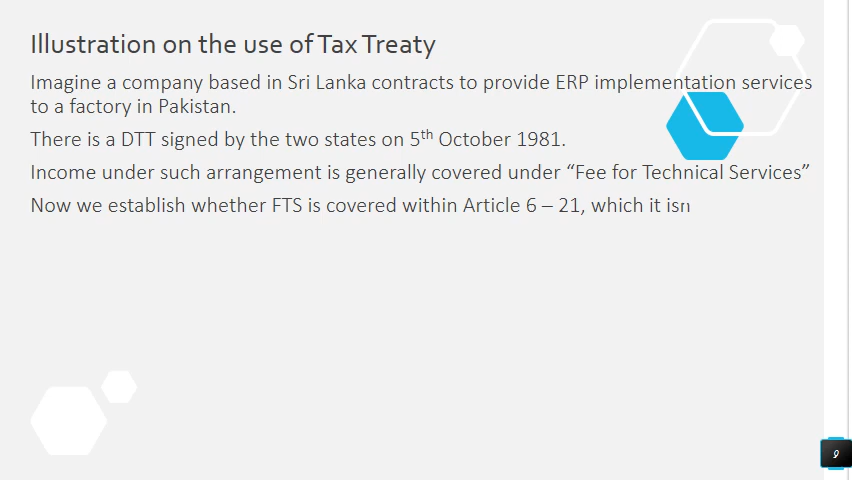 Illustration on the use of Tax Treaty
Imagine a company based in Sri Lanka contracts to provide ERP implementation services
to a factory in Pakistan.
There is a DTT signed by the two states on 5th October 1981.
Income under such arrangement is generally covered under “Fee for Technical Services”
Now we establish whether FTS is covered within Article 6 – 21, which it isn
9